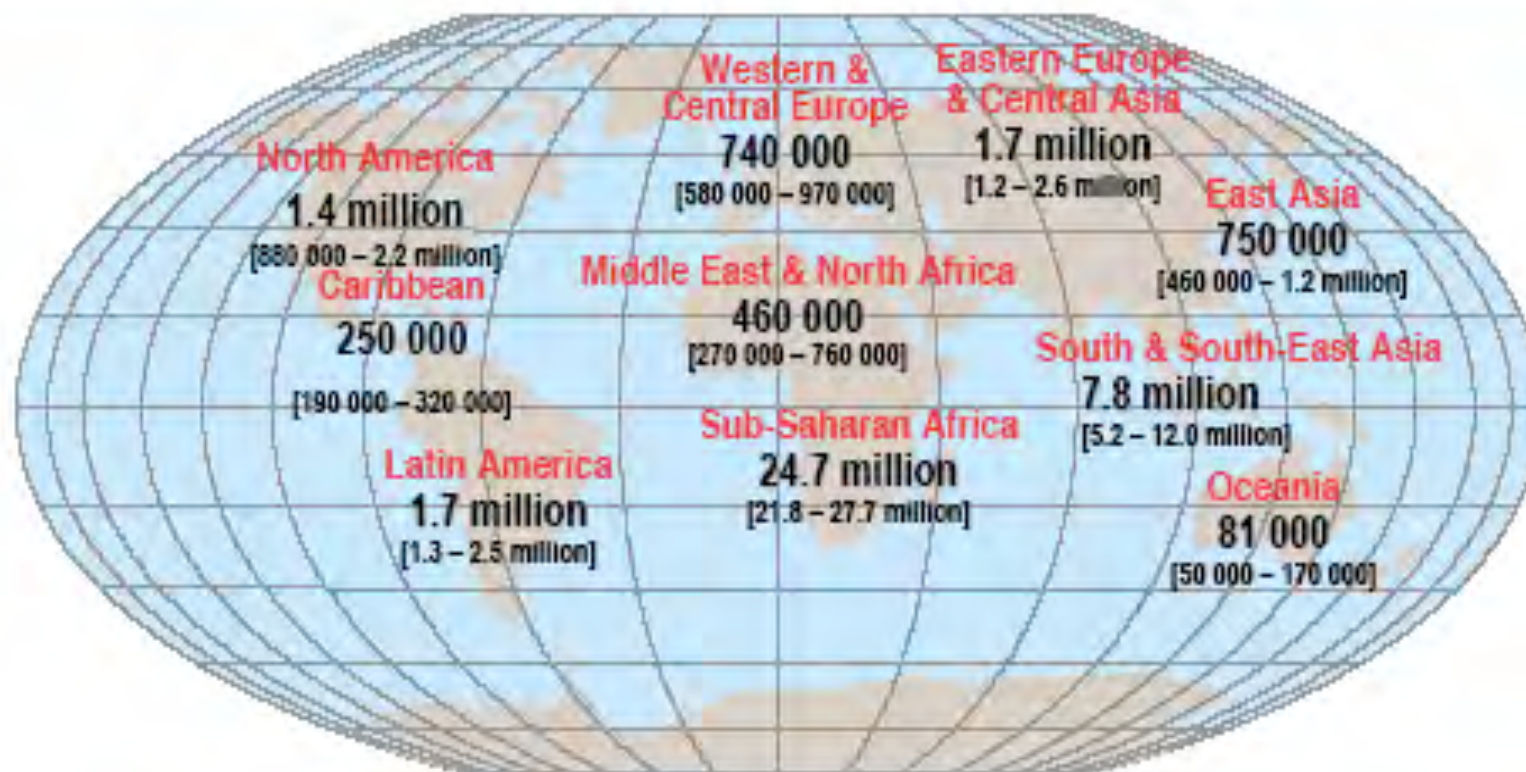 Western &
Central Europe
740 000
[580 000 – 970 000]
Eastern Europe
& Central Asia
1.7 million
[1.2 – 2.6 million]
North America
1.4 million
[880 000 – 2.2 million]
East Asia
750 000
[460 000 – 1.2 million]
Caribbean
250 000
[190 000 – 320 000]
Middle East & North Africa
460 000
[270 000 – 760 000]
South & South-East Asia
7.8 million
[5.2 – 12.0 million]
Sub-Saharan Africa
24.7 million
[21.8 – 27.7 million]
Latin America
1.7 million
[1.3 – 2.5 million]
Oceania
81 000
[50 000 – 170 000]